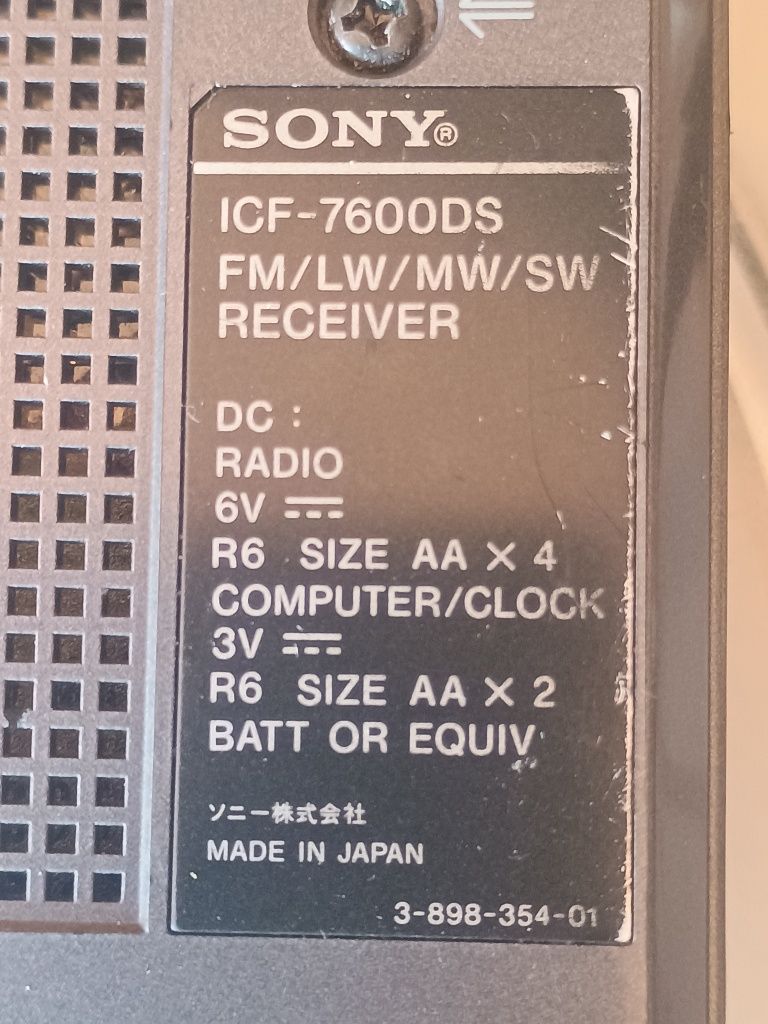 SONY®
ICF-7600DS
FM/LW/MW/SW
RECEIVER
DC :
RADIO
6V ⎓
R6 SIZE AA × 4
COMPUTER/CLOCK
3V ⎓
R6 SIZE AA × 2
BATT OR EQUIV
ソニー株式会社
MADE IN JAPAN
3-898-354-01